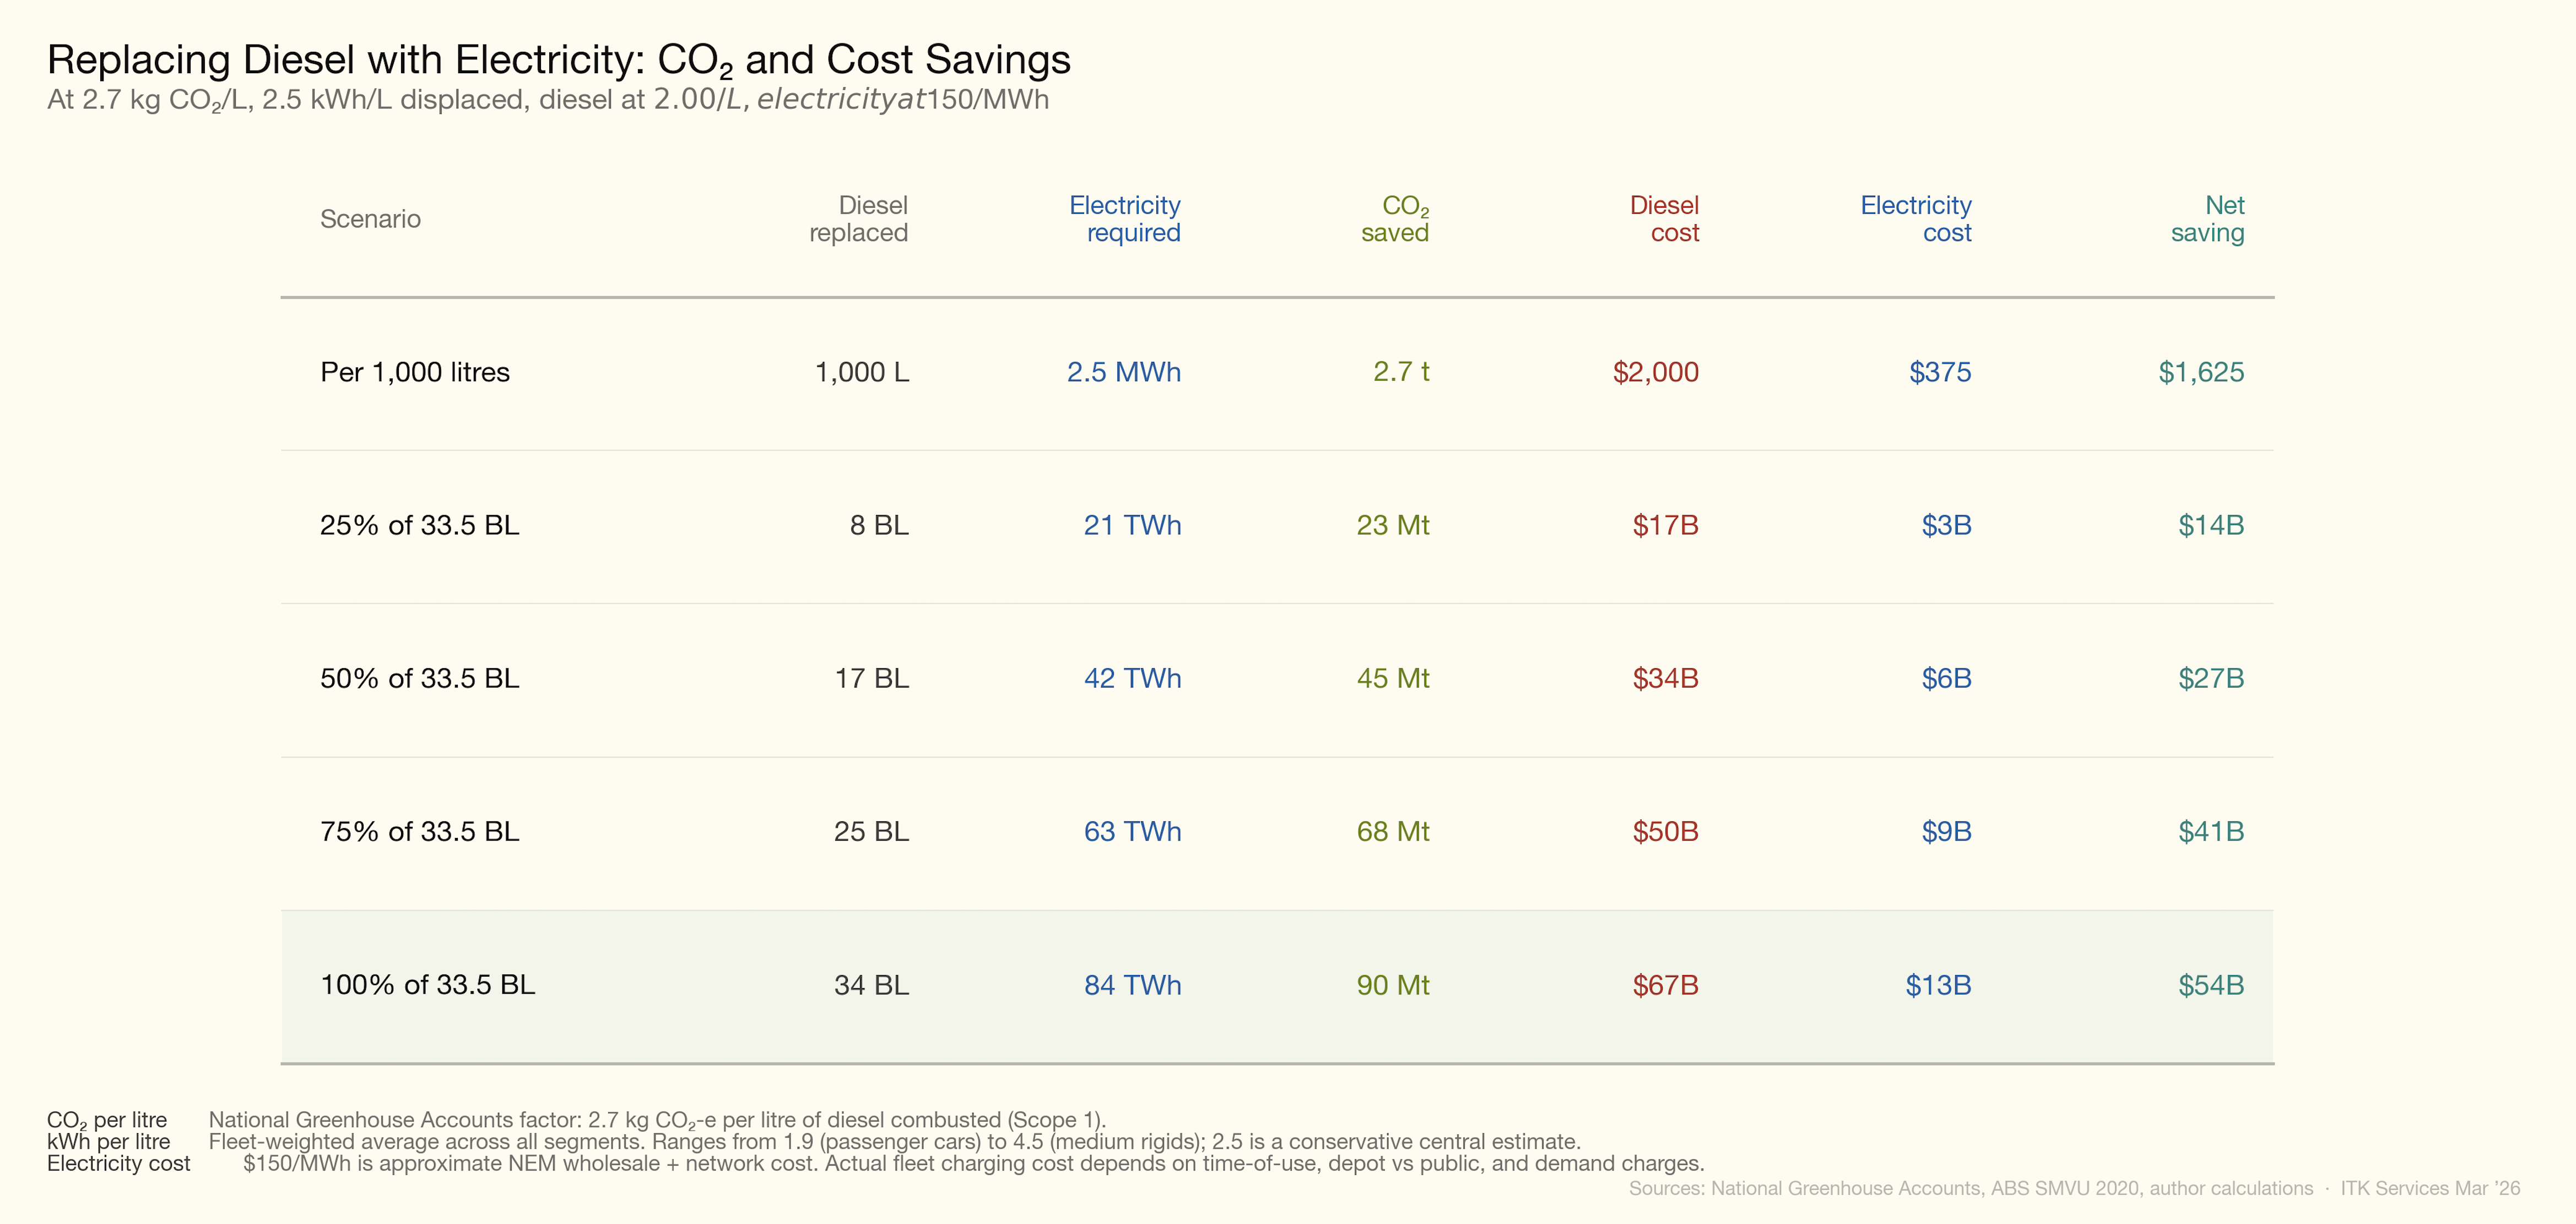 Replacing Diesel with Electricity: CO₂ and Cost Savings
At 2.7 kg CO₂/L, 2.5 kWh/L displaced, diesel at 2.00/L, electricityat150/MWh
Scenario Diesel replaced Electricity required CO₂ saved Diesel cost Electricity cost Net saving
Per 1,000 litres 1,000 L 2.5 MWh 2.7 t $2,000 $375 $1,625
25% of 33.5 BL 8 BL 21 TWh 23 Mt $17B $3B $14B
50% of 33.5 BL 17 BL 42 TWh 45 Mt $34B $6B $27B
75% of 33.5 BL 25 BL 63 TWh 68 Mt $50B $9B $41B
100% of 33.5 BL 34 BL 84 TWh 90 Mt $67B $13B $54B
CO₂ per litre National Greenhouse Accounts factor: 2.7 kg CO₂-e per litre of diesel combusted (Scope 1).
kWh per litre Fleet-weighted average across all segments. Ranges from 1.9 (passenger cars) to 4.5 (medium rigids); 2.5 is a conservative central estimate.
Electricity cost $150/MWh is approximate NEM wholesale + network cost. Actual fleet charging cost depends on time-of-use, depot vs public, and demand charges.
Sources: National Greenhouse Accounts, ABS SMVU 2020, author calculations · ITK Services Mar ’26